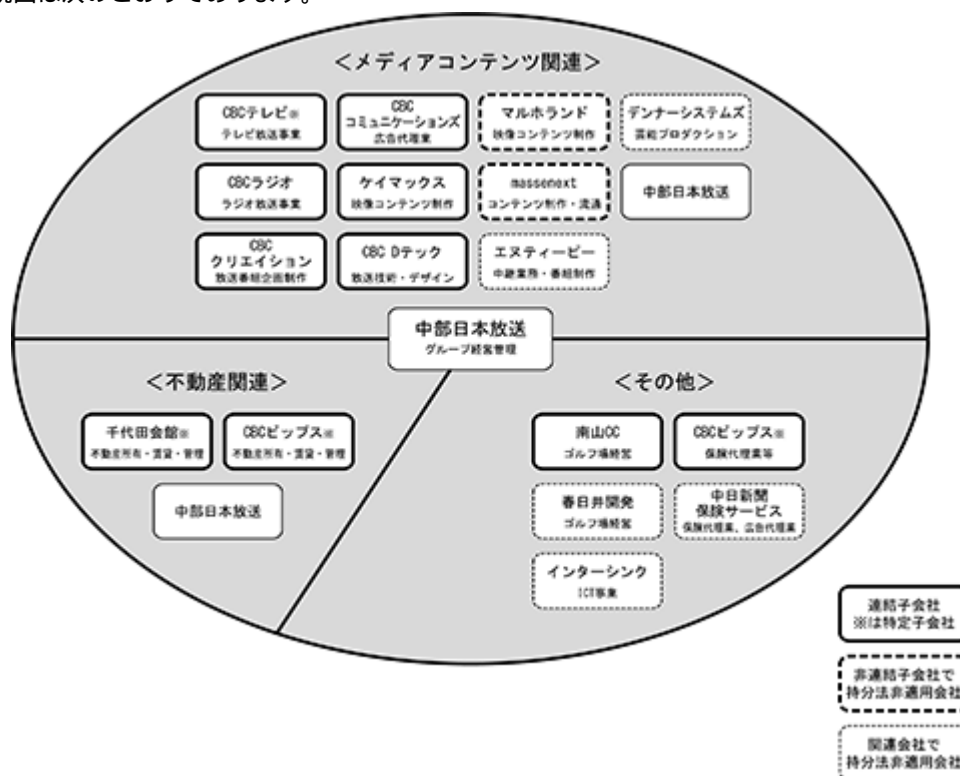 ＜メディアコンテンツ関連＞
CBCテレビ※
テレビ放送事業
CBC
コミュニケーションズ
広告代理業
マルホランド
映像コンテンツ制作
デンナーシステムズ
芸能プロダクション
CBCラジオ
ラジオ放送事業
ケイマックス
映像コンテンツ制作
massenext
コンテンツ制作・流通
中部日本放送
CBC
クリエイション
放送番組企画制作
CBC Dテック
放送技術・デザイン
エヌティーピー
中継業務・番組制作
中部日本放送
グループ経営管理
＜不動産関連＞
千代田会館※
不動産所有・賃貸・管理
CBCビップス※
不動産所有・賃貸・管理
中部日本放送
＜その他＞
南山CC
ゴルフ場経営
CBCビップス※
保険代理業等
春日井開発
ゴルフ場経営
中日新聞
保険サービス
保険代理業、広告代理業
インターシンク
ICT事業
連結子会社
※は特定子会社
非連結子会社で
持分法非適用会社
関連会社で
持分法非適用会社